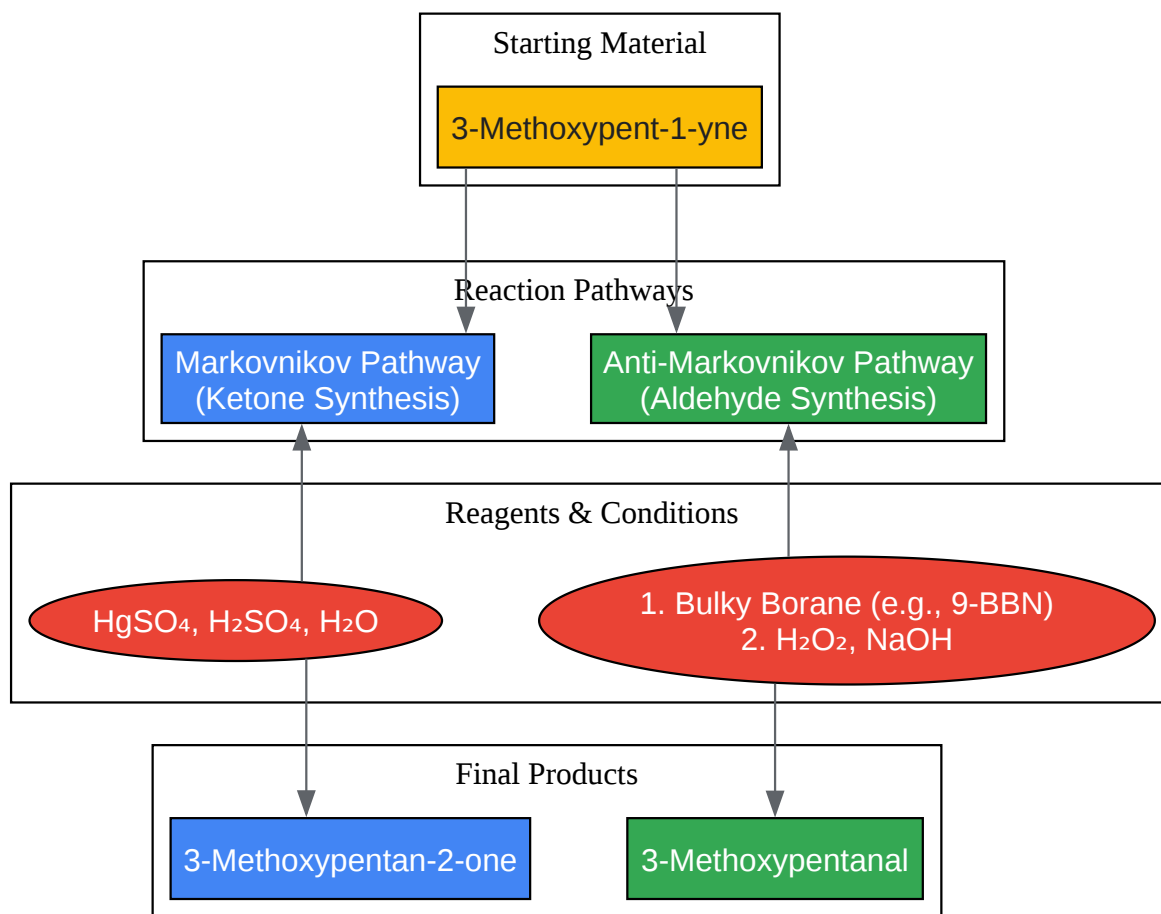 Starting Material
3-Methoxypent-1-yne
Reaction Pathways
Markovnikov Pathway
(Ketone Synthesis)
Anti-Markovnikov Pathway
(Aldehyde Synthesis)
Reagents & Conditions
HgSO₄, H₂SO₄, H₂O
1. Bulky Borane (e.g., 9-BBN)
2. H₂O₂, NaOH
Final Products
3-Methoxypentan-2-one
3-Methoxypentanal